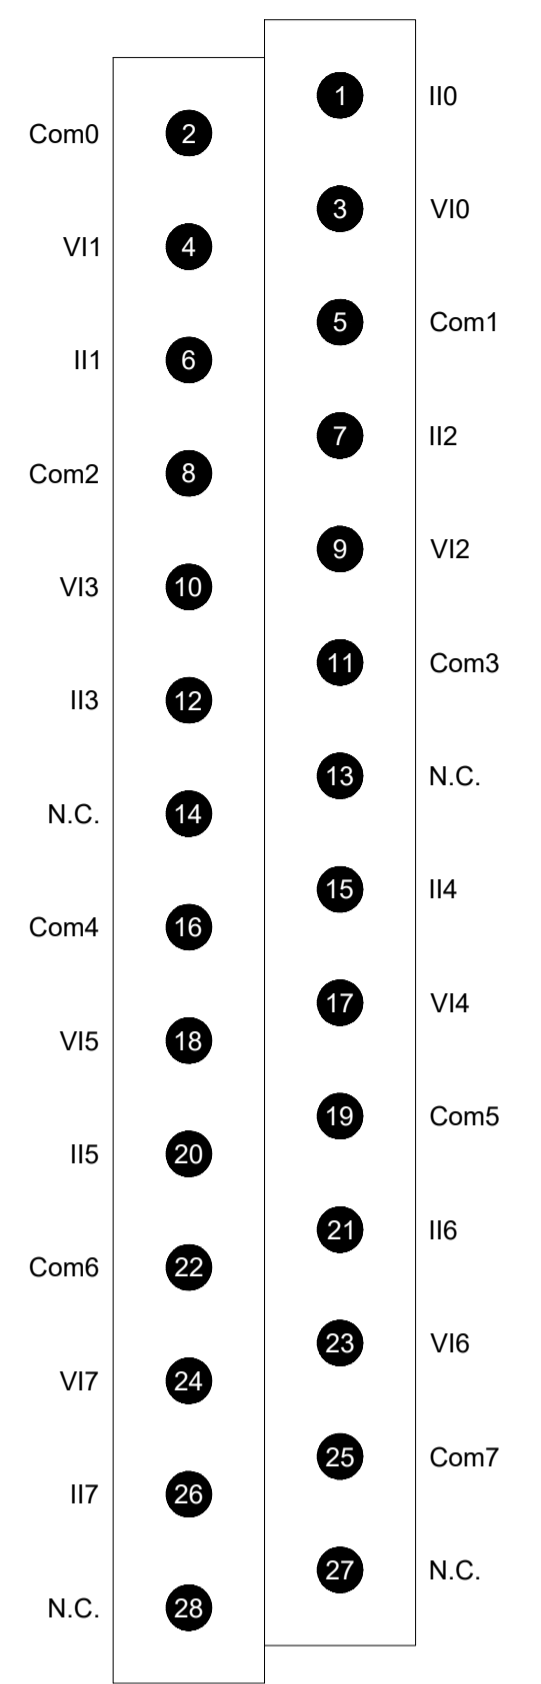 1 II0
Com0 2
3 VI0
VI1 4
5 Com1
II1 6
7 II2
Com2 8
9 VI2
VI3 10
11 Com3
II3 12
13 N.C.
N.C. 14
15 II4
Com4 16
17 VI4
VI5 18
19 Com5
II5 20
21 II6
Com6 22
23 VI6
VI7 24
25 Com7
II7 26
27 N.C.
N.C. 28